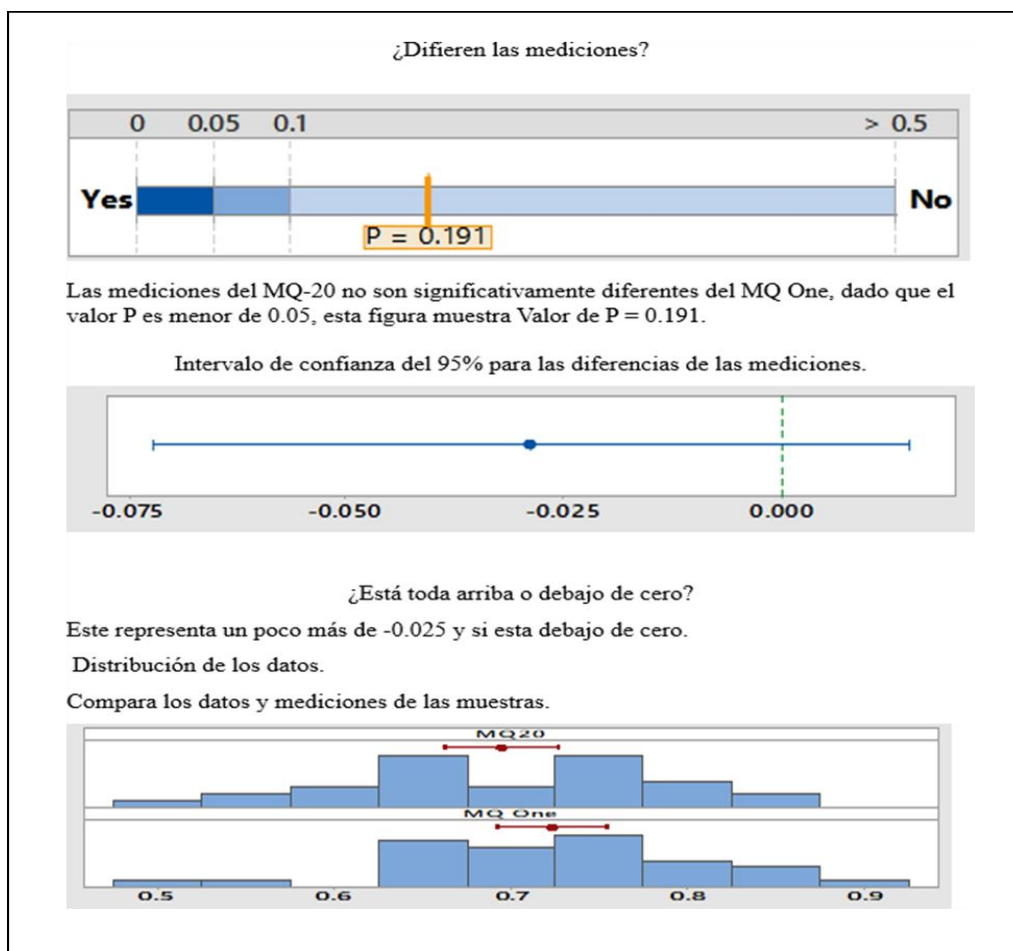 ¿Difieren las mediciones?
0 0.05 0.1 > 0.5
Yes No
P = 0.191
Las mediciones del MQ-20 no son significativamente diferentes del MQ One, dado que el
valor P es menor de 0.05, esta figura muestra Valor de P = 0.191.
Intervalo de confianza del 95% para las diferencias de las mediciones.
-0.075 -0.050 -0.025 0.000
¿Está toda arriba o debajo de cero?
Este representa un poco más de -0.025 y si esta debajo de cero.
Distribución de los datos.
Compara los datos y mediciones de las muestras.
MQ20
MQ One
0.5 0.6 0.7 0.8 0.9